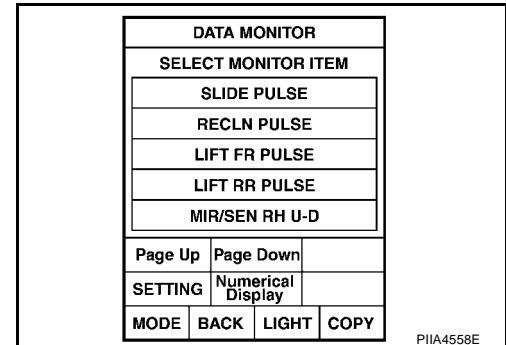 DATA MONITOR
SELECT MONITOR ITEM
SLIDE PULSE
RECLN PULSE
LIFT FR PULSE
LIFT RR PULSE
MIR/SEN RH U-D
Page Up Page Down
SETTING Numerical Display
MODE BACK LIGHT COPY
PIIA4558E